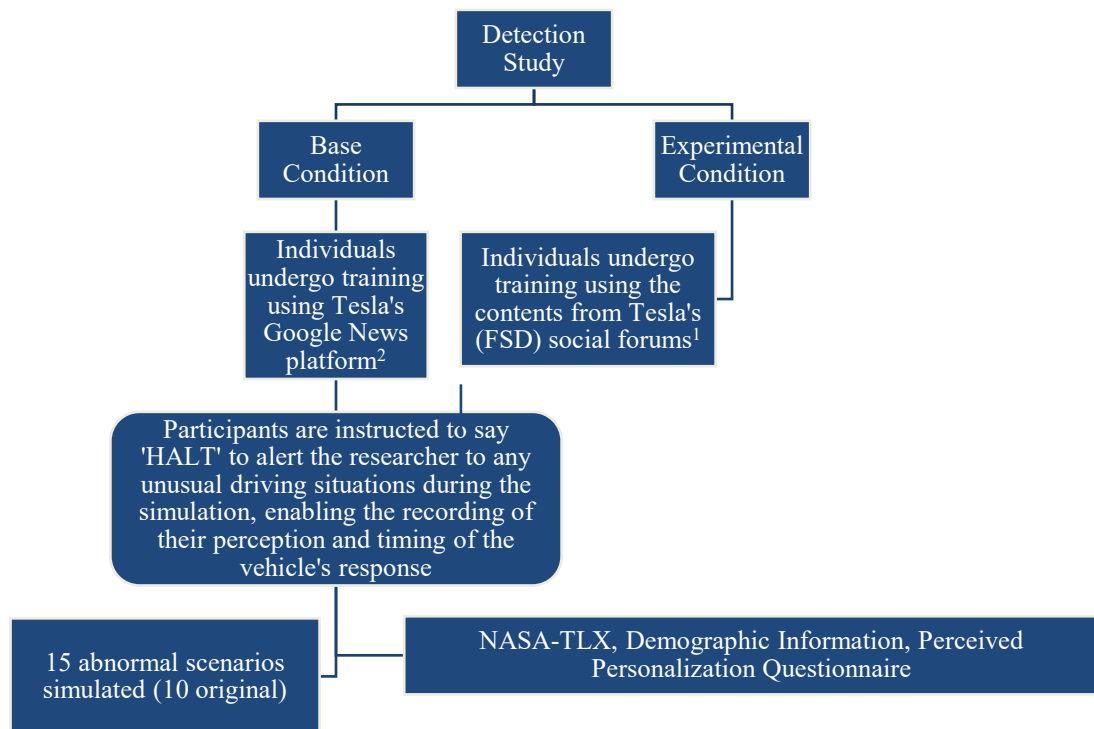 Detection
Study
Base
Condition
Experimental
Condition
Individuals
undergo training
using Tesla's
Google News
platform2
Individuals undergo
training using the
contents from Tesla's
(FSD) social forums1
Participants are instructed to say
'HALT' to alert the researcher to any
unusual driving situations during the
simulation, enabling the recording of
their perception and timing of the
vehicle's response
15 abnormal scenarios
simulated (10 original)
NASA-TLX, Demographic Information, Perceived
Personalization Questionnaire